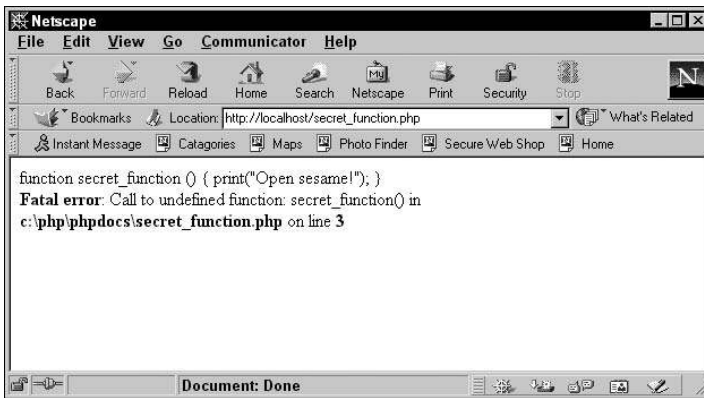 Netscape
File Edit View Go Communicator Help
My N
Back Forward Reload Home Search Netscape Print Security Stop
Bookmarks Location: http://localhost/secret_function.php What's Related
Instant Message Catagories Maps Photo Finder Secure Web Shop Home
function secret_function () { print("Open sesame!"); }
Fatal error: Call to undefined function: secret_function() in
c:\php\phpdocs\secret_function.php on line 3
Document: Done